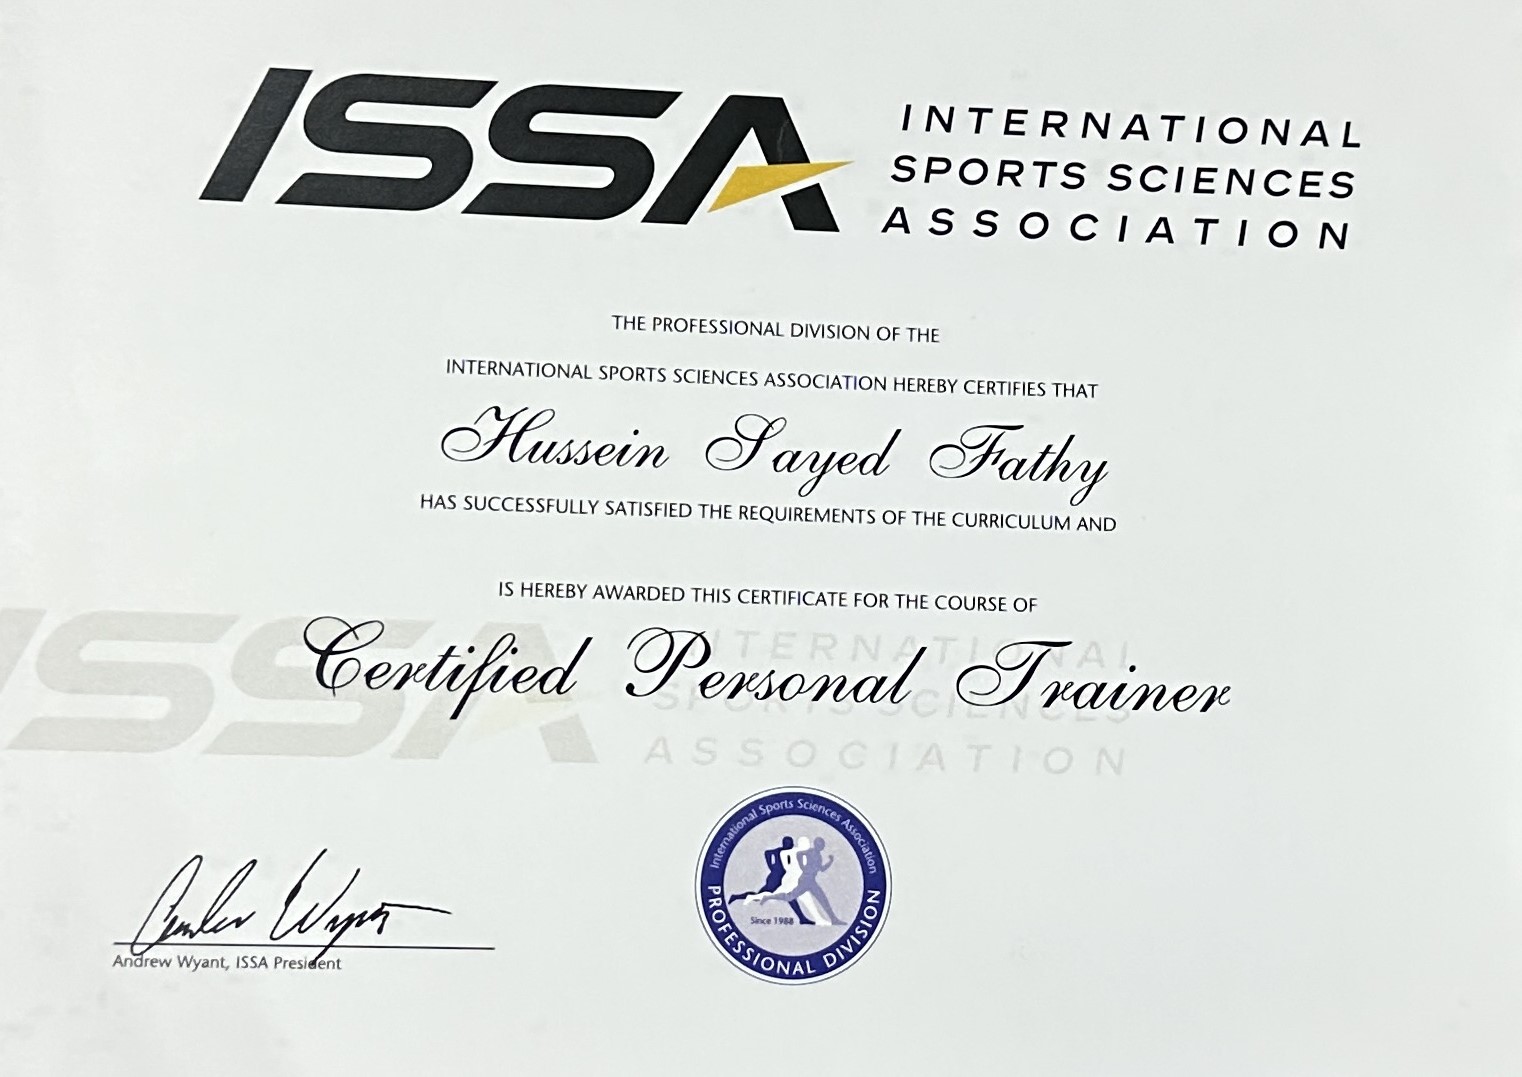 ISSA
INTERNATIONAL
SPORTS SCIENCES
ASSOCIATION
THE PROFESSIONAL DIVISION OF THE
INTERNATIONAL SPORTS SCIENCES ASSOCIATION HEREBY CERTIFIES THAT
Hussein Sayed Fathy
HAS SUCCESSFULLY SATISFIED THE REQUIREMENTS OF THE CURRICULUM AND
IS HEREBY AWARDED THIS CERTIFICATE FOR THE COURSE OF
Certified Personal Trainer
ISSA
INTERNATIONAL
SPORTS SCIENCES
ASSOCIATION
International Sports Sciences Association
Since 1988
PROFESSIONAL DIVISION
Andrew Wyant
Andrew Wyant, ISSA President